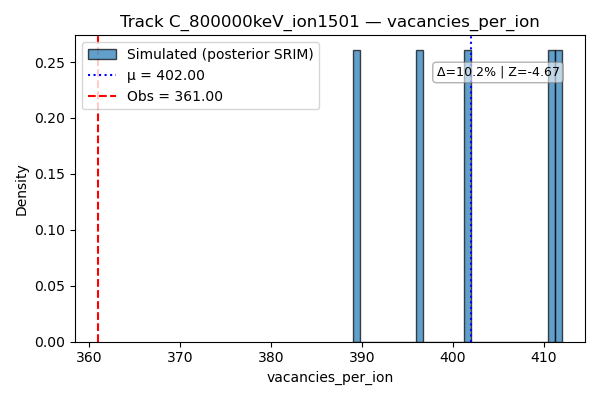 Track C_800000keV_ion1501 — vacancies_per_ion
Simulated (posterior SRIM)
μ = 402.00
Obs = 361.00
Δ=10.2% | Z=-4.67
Density
0.25
0.20
0.15
0.10
0.05
0.00
360 370 380 390 400 410
vacancies_per_ion